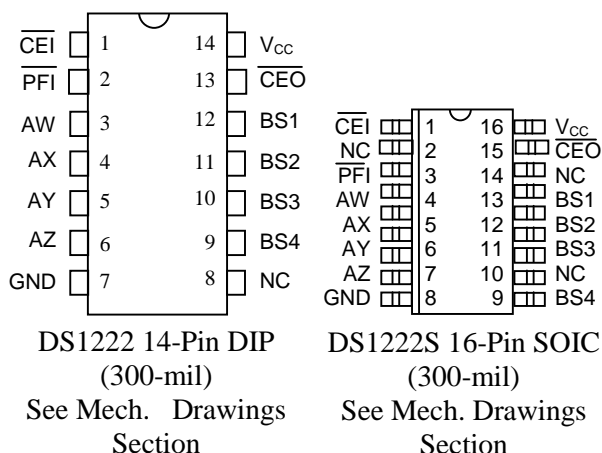 CEI 1 14 VCC
PFI 2 13 CEO
AW 3 12 BS1
AX 4 11 BS2
AY 5 10 BS3
AZ 6 9 BS4
GND 7 8 NC
DS1222 14-Pin DIP
(300-mil)
See Mech. Drawings
Section
CEI 1 16 VCC
NC 2 15 CEO
PFI 3 14 NC
AW 4 13 BS1
AX 5 12 BS2
AY 6 11 BS3
AZ 7 10 NC
GND 8 9 BS4
DS1222S 16-Pin SOIC
(300-mil)
See Mech. Drawings
Section